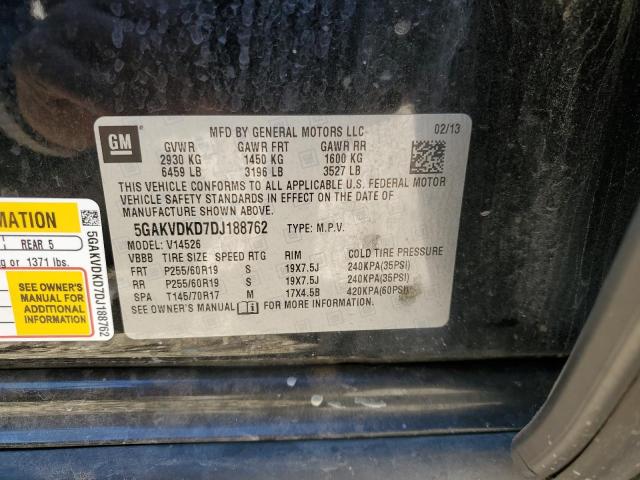 GM
MFD BY GENERAL MOTORS LLC 02/13
GVWR GAWR FRT GAWR RR
2930 KG 1450 KG 1600 KG
6459 LB 3196 LB 3527 LB
THIS VEHICLE CONFORMS TO ALL APPLICABLE U.S. FEDERAL MOTOR
VEHICLE SAFETY STANDARDS IN EFFECT ON THE DATE OF
MANUFACTURE SHOWN ABOVE.
5GAKVDKD7DJ188762 TYPE: M.P.V.
MODEL: V14526
VBBB TIRE SIZE SPEED RTG RIM COLD TIRE PRESSURE
FRT P255/60R19 S 19X7.5J 240KPA(35PSI)
RR P255/60R19 S 19X7.5J 240KPA(35PSI)
SPA T145/70R17 M 17X4.5B 420KPA(60PSI)
SEE OWNER'S MANUAL FOR ADDITIONAL INFORMATION.
MATION
REAR 5
or 1371 lbs.
SEE OWNER'S
MANUAL FOR
ADDITIONAL
INFORMATION
5GAKVDKD7DJ188762